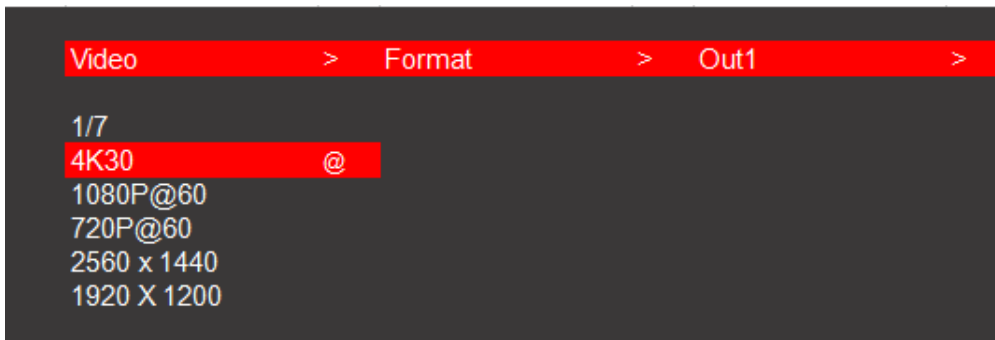 Video > Format > Out1 >
1/7
4K30 @
1080P@60
720P@60
2560 x 1440
1920 X 1200